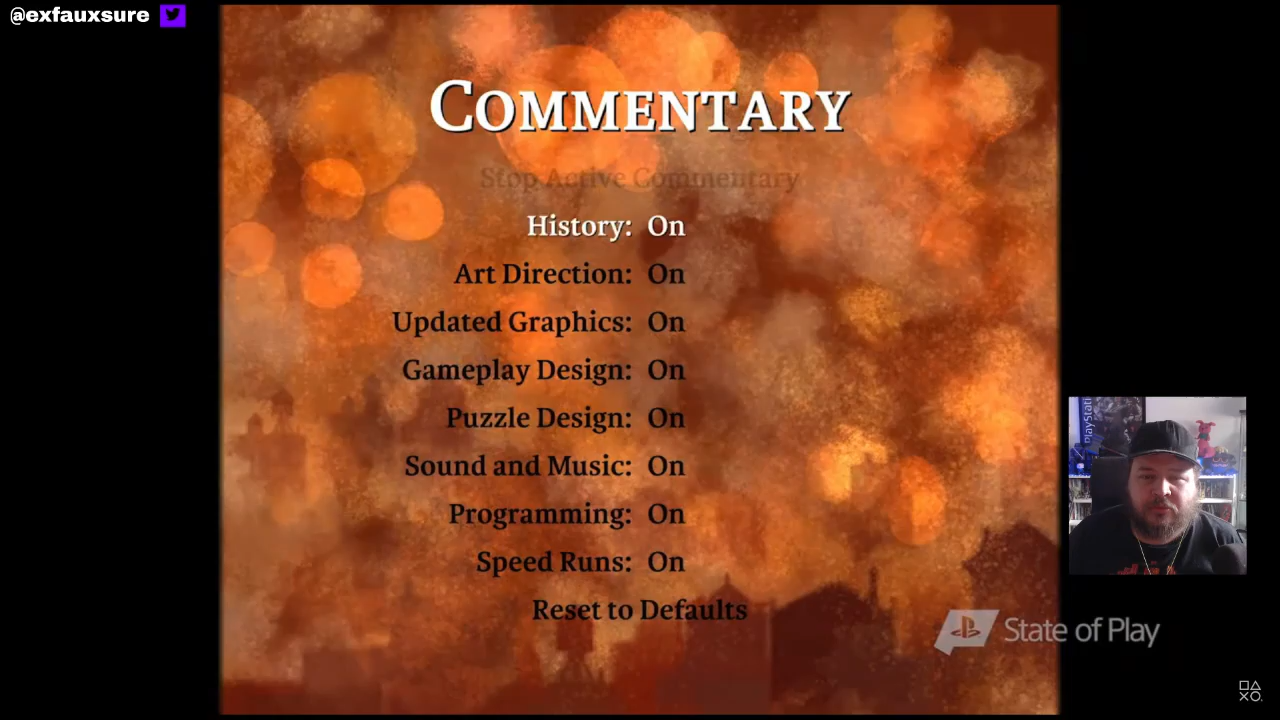 @exfauxsure
COMMENTARY
Stop Active Commentary
History: On
Art Direction: On
Updated Graphics: On
Gameplay Design: On
Puzzle Design: On
Sound and Music: On
Programming: On
Speed Runs: On
Reset to Defaults
State of Play
PlayStat